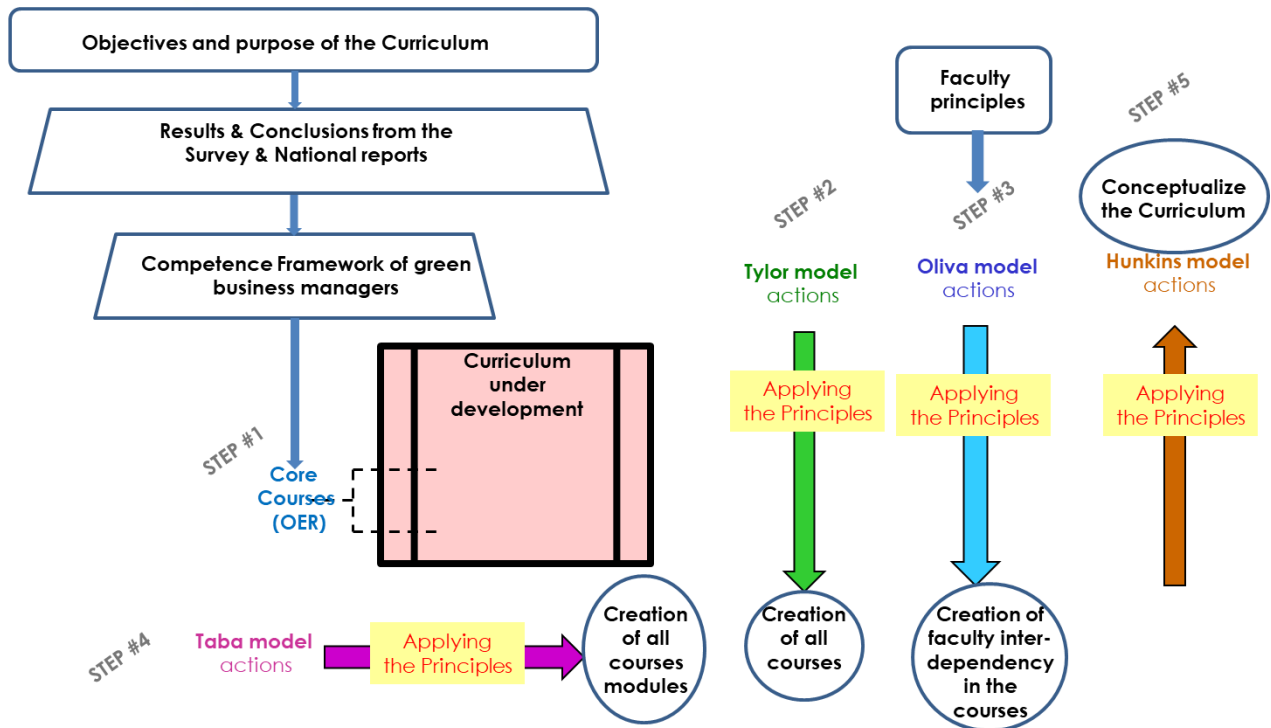 Objectives and purpose of the Curriculum
Results & Conclusions from the
Survey & National reports
Competence Framework of green
business managers
STEP #1
Core
Courses
(OER)
Curriculum
under
development
STEP #2
Tylor model
actions
Applying
the Principles
Creation
of all
courses
Faculty
principles
STEP #3
Oliva model
actions
Applying
the Principles
Creation of
faculty inter-
dependency
in the
courses
STEP #4
Taba model
actions
Applying
the Principles
Creation
of all
courses
modules
STEP #5
Conceptualize
the Curriculum
Hunkins model
actions
Applying
the Principles